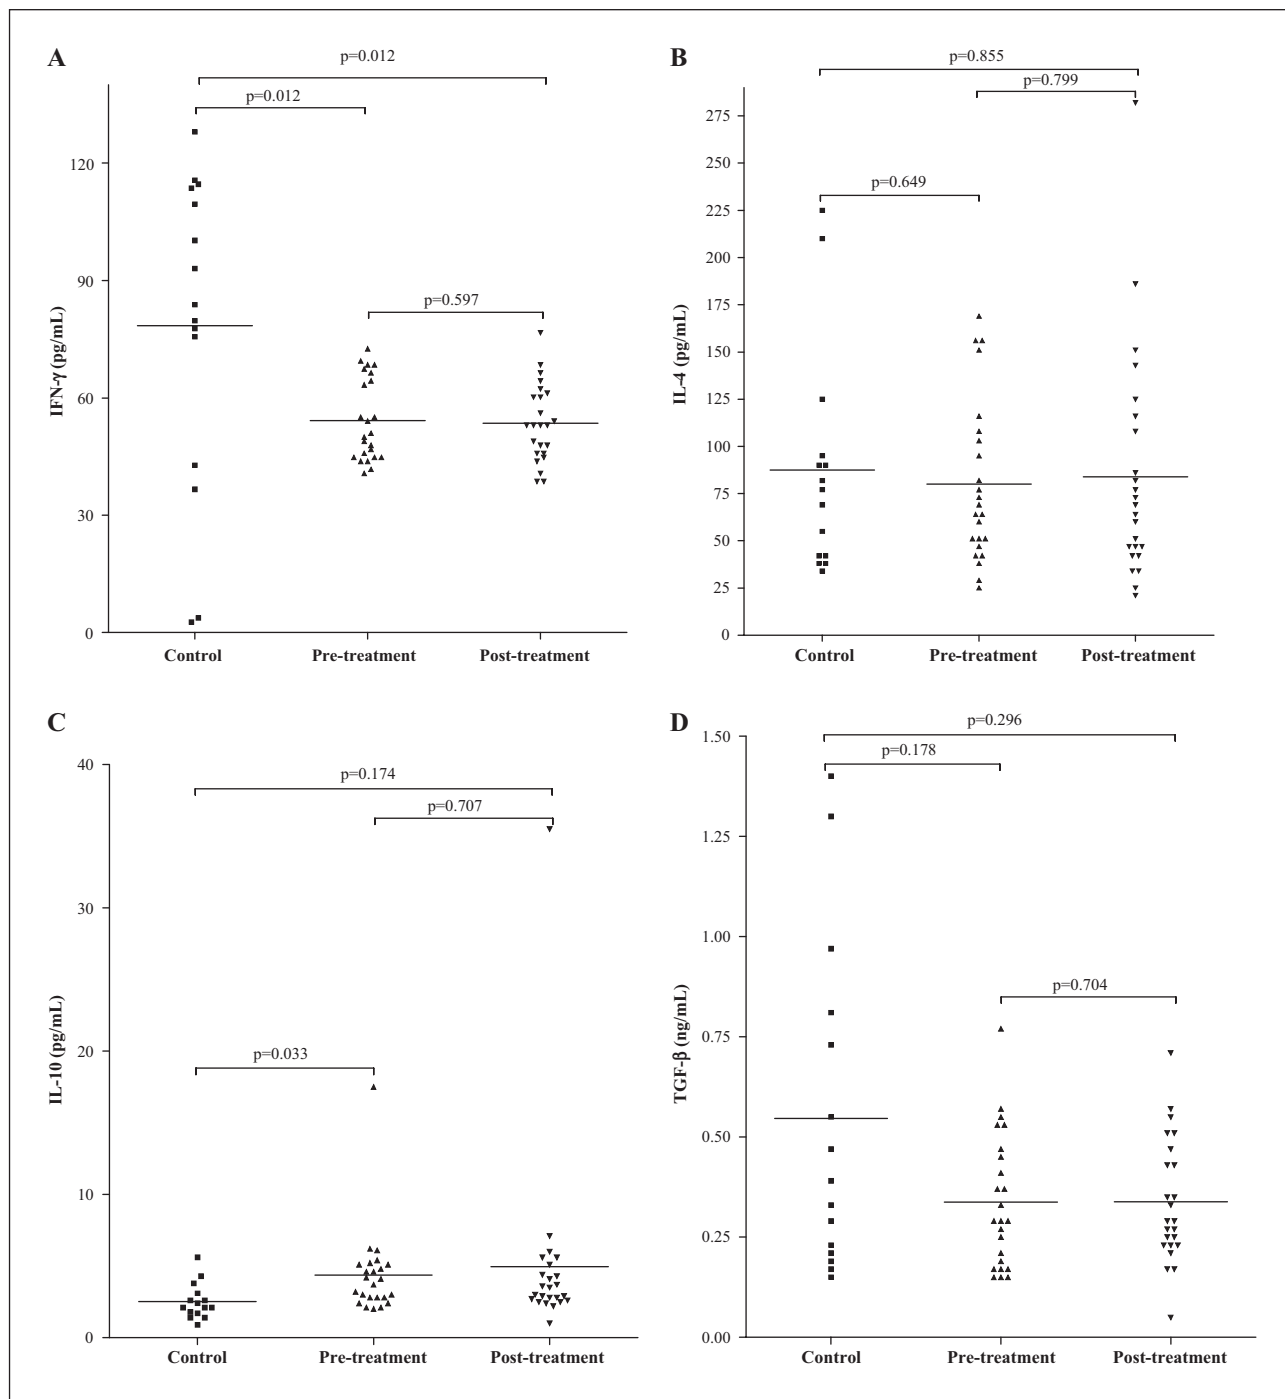 A
p=0.012
p=0.012
p=0.597
IFN-γ (pg/mL)
120
90
60
30
0
Control
Pre-treatment
Post-treatment
B
p=0.855
p=0.799
p=0.649
IL-4 (pg/mL)
275
250
225
200
175
150
125
100
75
50
25
0
Control
Pre-treatment
Post-treatment
C
p=0.174
p=0.707
p=0.033
IL-10 (pg/mL)
40
30
20
10
0
Control
Pre-treatment
Post-treatment
D
p=0.296
p=0.178
p=0.704
TGF-β (ng/mL)
1.50
1.25
1.00
0.75
0.50
0.25
0.00
Control
Pre-treatment
Post-treatment